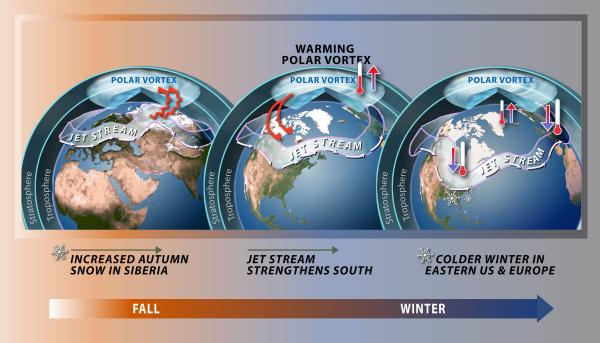 WARMING
POLAR VORTEX
POLAR VORTEX
POLAR VORTEX
POLAR VORTEX
JET STREAM
JET STREAM
JET STREAM
Stratosphere
Troposphere
Stratosphere
Troposphere
Stratosphere
Troposphere
INCREASED AUTUMN
SNOW IN SIBERIA
JET STREAM
STRENGTHENS SOUTH
COLDER WINTER IN
EASTERN US & EUROPE
FALL
WINTER